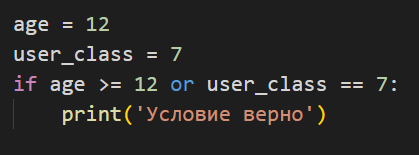 age = 12
user_class = 7
if age >= 12 or user_class == 7:
    print('Условие верно')